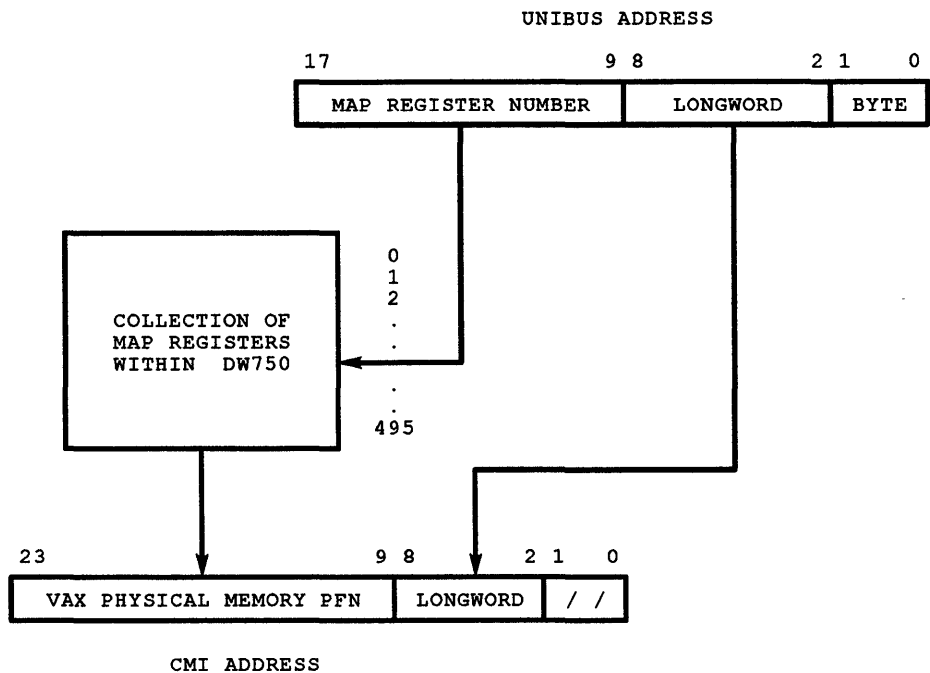 UNIBUS ADDRESS
17 9 8 2 1 0
MAP REGISTER NUMBER LONGWORD BYTE
0
1
2
.
.
COLLECTION OF
MAP REGISTERS
WITHIN DW750
.
.
495
23 9 8 2 1 0
VAX PHYSICAL MEMORY PFN LONGWORD / /
CMI ADDRESS